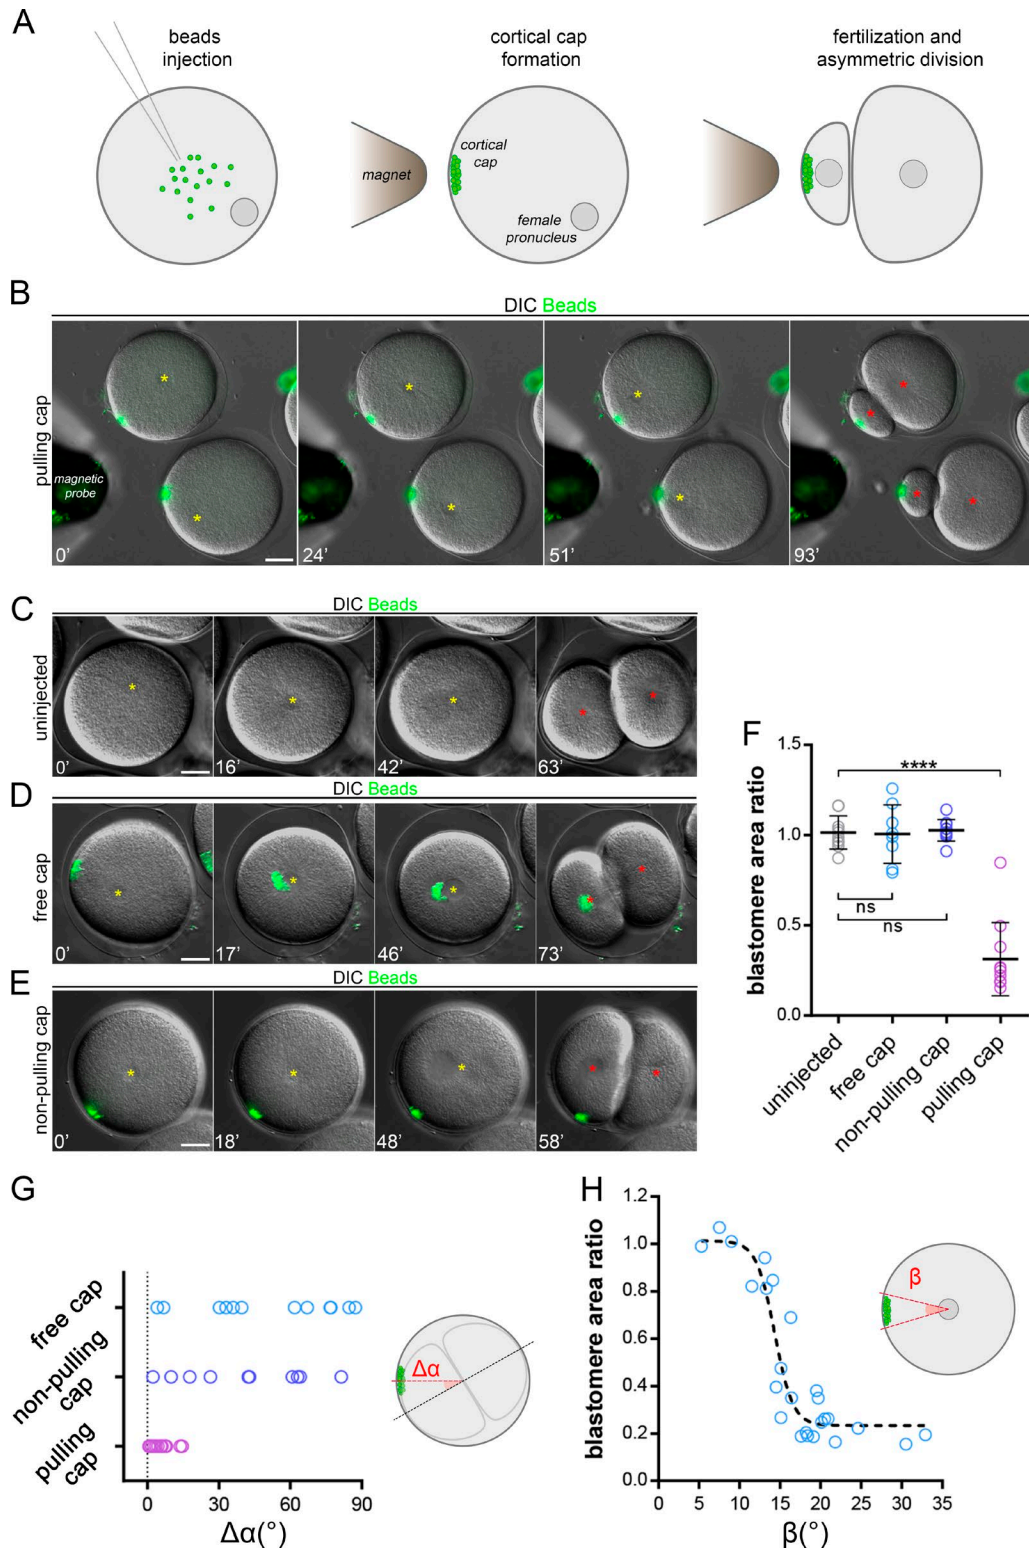 A
beads
injection
cortical cap
formation
fertilization and
asymmetric division
magnet
cortical
cap
female
pronucleus
B
DIC Beads
pulling cap
magnetic
probe
0’
24’
51’
93’
C
DIC Beads
uninjected
0’
16’
42’
63’
D
DIC Beads
free cap
0’
17’
46’
73’
E
DIC Beads
non-pulling cap
0’
18’
48’
58’
F
blastomere area ratio
1.5
1.0
0.5
0.0
****
ns
ns
uninjected
free cap
non-pulling cap
pulling cap
G
free cap
non-pulling
cap
pulling
cap
0
30
60
90
Δα(°)
Δα
H
blastomere area ratio
1.2
1.0
0.8
0.6
0.4
0.2
0.0
0
5
10
15
20
25
30
35
β(°)
β